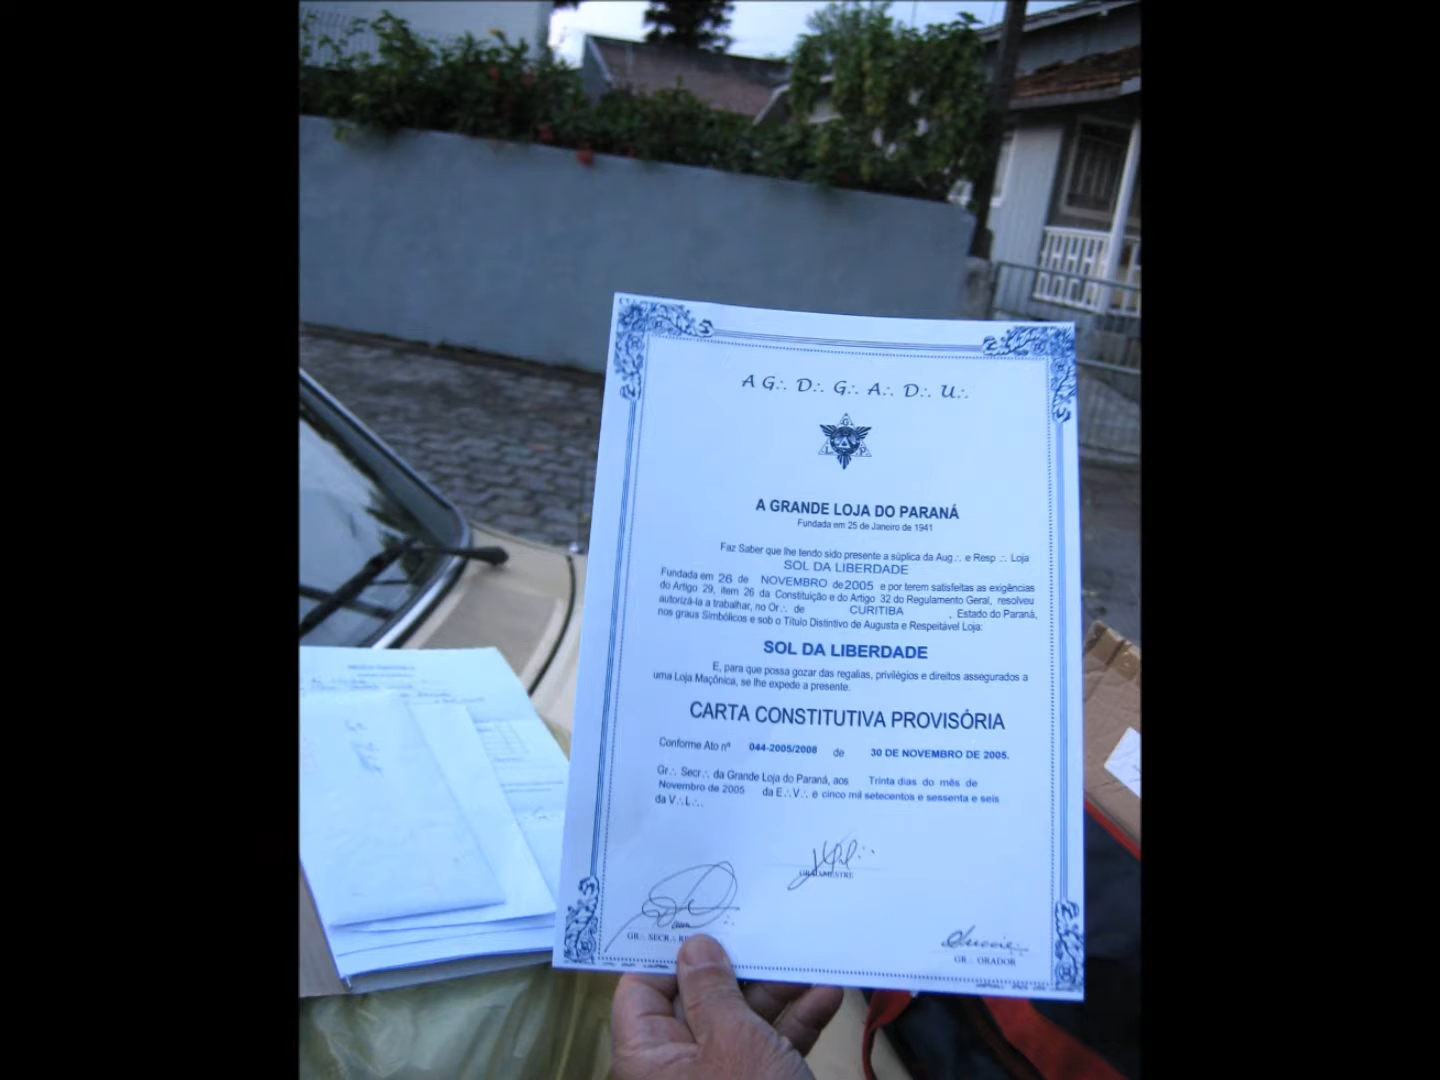 A G∴ D∴ G∴ A∴ D∴ U∴
G
L P
A GRANDE LOJA DO PARANÁ
Fundada em 25 de Janeiro de 1941
Faz Saber que lhe tendo sido presente a súplica da Aug∴ e Resp∴ Loja
SOL DA LIBERDADE
Fundada em 26 de NOVEMBRO de 2005 e por terem satisfeitas as exigências
do Artigo 29, item 26 da Constituição e do Artigo 32 do Regulamento Geral, resolveu
autorizá-la a trabalhar, no Or∴ de CURITIBA , Estado do Paraná,
nos graus Simbólicos e sob o Título Distintivo de Augusta e Respeitável Loja:
SOL DA LIBERDADE
E, para que possa gozar das regalias, privilégios e direitos assegurados a
uma Loja Maçônica, se lhe expede a presente.
CARTA CONSTITUTIVA PROVISÓRIA
Conforme Ato nº 044-2005/2008 de 30 DE NOVEMBRO DE 2005.
Gr∴ Secr∴ da Grande Loja do Paraná, aos Trinta dias do mês de
Novembro de 2005 da E∴V∴ e cinco mil setecentos e sessenta e seis
da V∴L∴.
GR∴ SECR∴
GR∴ ORADOR